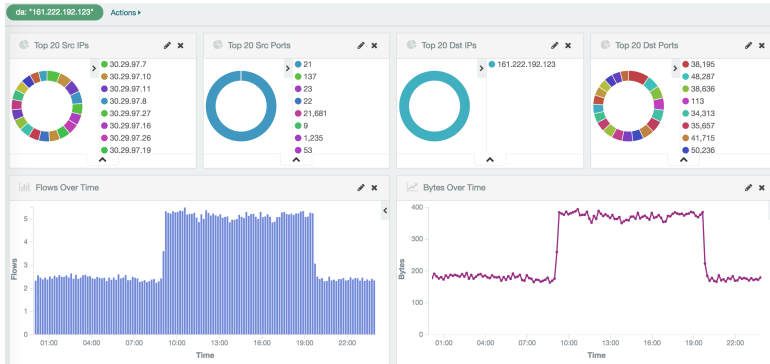 da: "161.222.192.123"
Actions
Top 20 Src IPs
30.29.97.7
30.29.97.10
30.29.97.11
30.29.97.8
30.29.97.27
30.29.97.16
30.29.97.26
30.29.97.19
Top 20 Src Ports
21
137
23
22
21,681
9
1,235
53
Top 20 Dst IPs
161.222.192.123
Top 20 Dst Ports
38,195
48,287
38,636
113
34,313
35,657
41,715
50,236
Flows Over Time
Flows
5
4
3
2
1
0
01:00 04:00 07:00 10:00 13:00 16:00 19:00 22:00
Time
Bytes Over Time
Bytes
400
300
200
100
0
01:00 04:00 07:00 10:00 13:00 16:00 19:00 22:00
Time